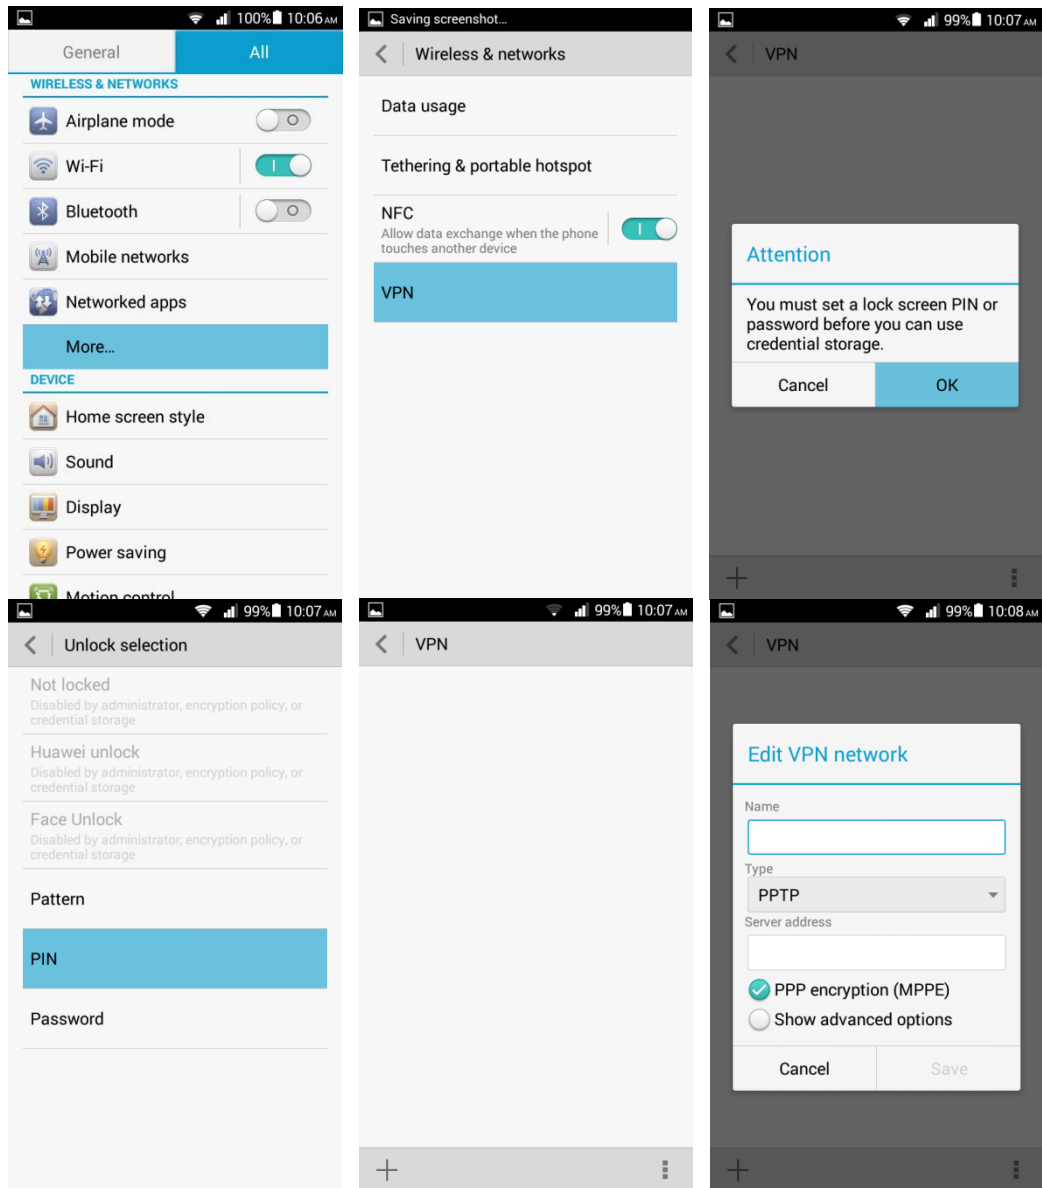 100% 10:06 AM
General
All
WIRELESS & NETWORKS
Airplane mode
Wi-Fi
Bluetooth
Mobile networks
Networked apps
More...
DEVICE
Home screen style
Sound
Display
Power saving
Motion control
Saving screenshot...
Wireless & networks
Data usage
Tethering & portable hotspot
NFC
Allow data exchange when the phone
touches another device
VPN
99% 10:07 AM
VPN
Attention
You must set a lock screen PIN or
password before you can use
credential storage.
Cancel
OK
99% 10:07 AM
Unlock selection
Not locked
Disabled by administrator, encryption policy, or
credential storage
Huawei unlock
Disabled by administrator, encryption policy, or
credential storage
Face Unlock
Disabled by administrator, encryption policy, or
credential storage
Pattern
PIN
Password
99% 10:07 AM
VPN
99% 10:08 AM
VPN
Edit VPN network
Name
Type
PPTP
Server address
PPP encryption (MPPE)
Show advanced options
Cancel
Save